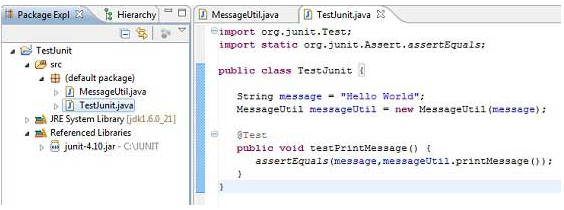 Package Expl
Hierarchy
TestJunit
src
(default package)
MessageUtil.java
TestJunit.java
JRE System Library [jdk1.6.0_21]
Referenced Libraries
junit-4.10.jar - C:\JUNIT
MessageUtil.java
TestJunit.java
import org.junit.Test;
import static org.junit.Assert.assertEquals;
public class TestJunit {
String message = "Hello World";
MessageUtil messageUtil = new MessageUtil(message);
@Test
public void testPrintMessage() {
assertEquals(message,messageUtil.printMessage());
}
}